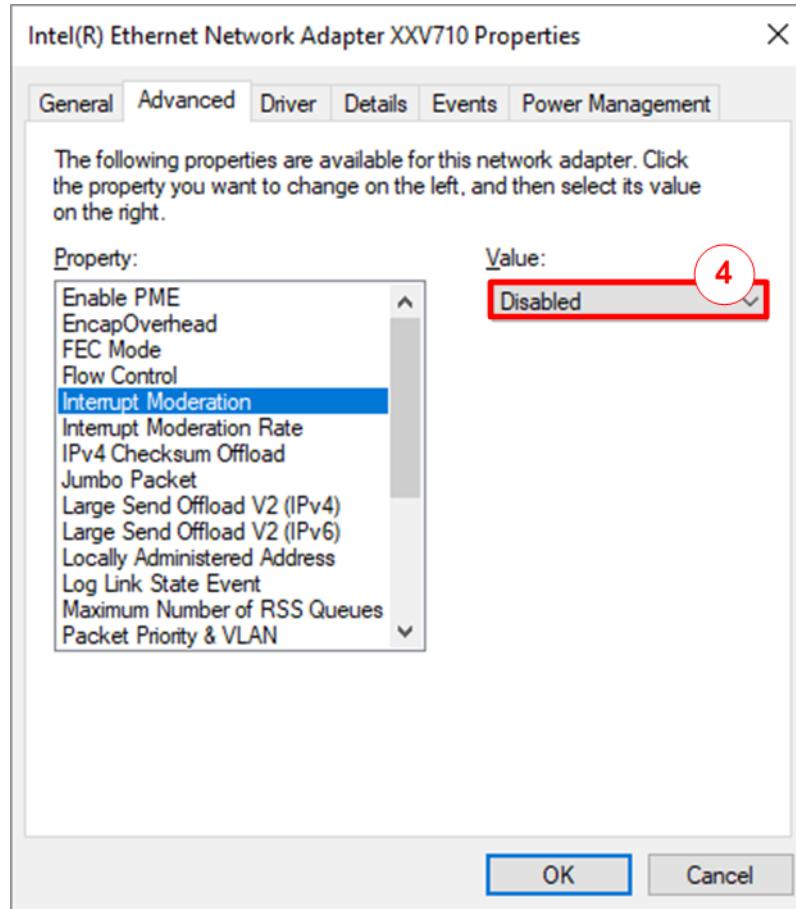 Intel(R) Ethernet Network Adapter XXV710 Properties
General Advanced Driver Details Events Power Management
The following properties are available for this network adapter. Click
the property you want to change on the left, and then select its value
on the right.
Property:
Value:
4
Disabled
Enable PME
EncapOverhead
FEC Mode
Flow Control
Interrupt Moderation
Interrupt Moderation Rate
IPv4 Checksum Offload
Jumbo Packet
Large Send Offload V2 (IPv4)
Large Send Offload V2 (IPv6)
Locally Administered Address
Log Link State Event
Maximum Number of RSS Queues
Packet Priority & VLAN
OK
Cancel